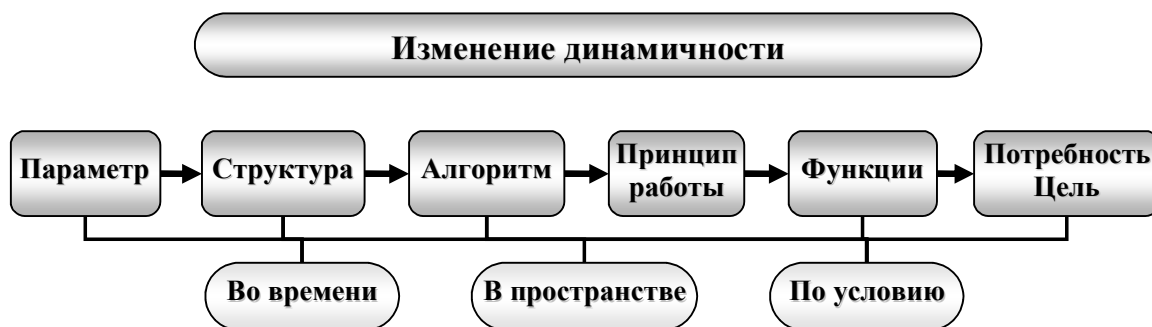 Изменение динамичности
Параметр
Структура
Алгоритм
Принцип
работы
Функции
Потребность
Цель
Во времени
В пространстве
По условию